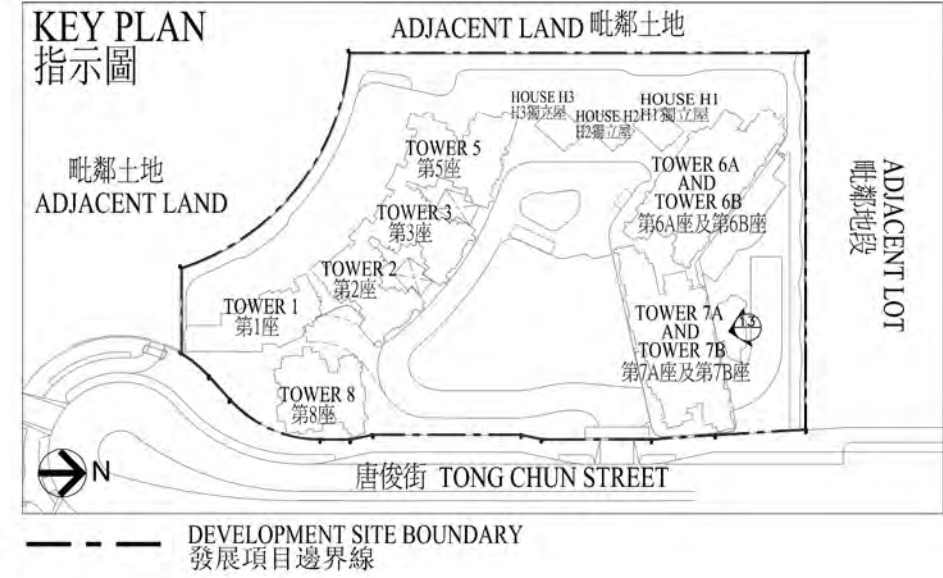 KEY PLAN
指示圖
ADJACENT LAND 毗鄰土地
毗鄰土地
ADJACENT LAND
HOUSE H3
H3獨立屋
HOUSE H2
H2獨立屋
HOUSE H1
H1獨立屋
TOWER 5
第5座
TOWER 6A
AND
TOWER 6B
第6A座及第6B座
ADJACENT LOT
毗鄰地段
TOWER 3
第3座
TOWER 2
第2座
TOWER 1
第1座
TOWER 7A
AND
TOWER 7B
第7A座及第7B座
13
TOWER 8
第8座
N
唐俊街 TONG CHUN STREET
DEVELOPMENT SITE BOUNDARY
發展項目邊界線